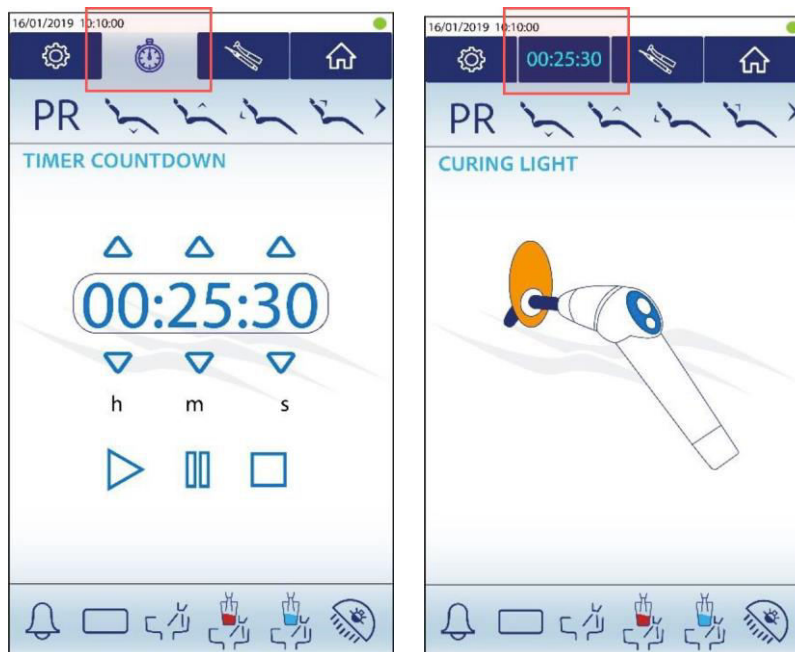 16/01/2019 10:10:00
PR
TIMER COUNTDOWN
00:25:30
h m s
16/01/2019 10:10:00
00:25:30
PR
CURING LIGHT